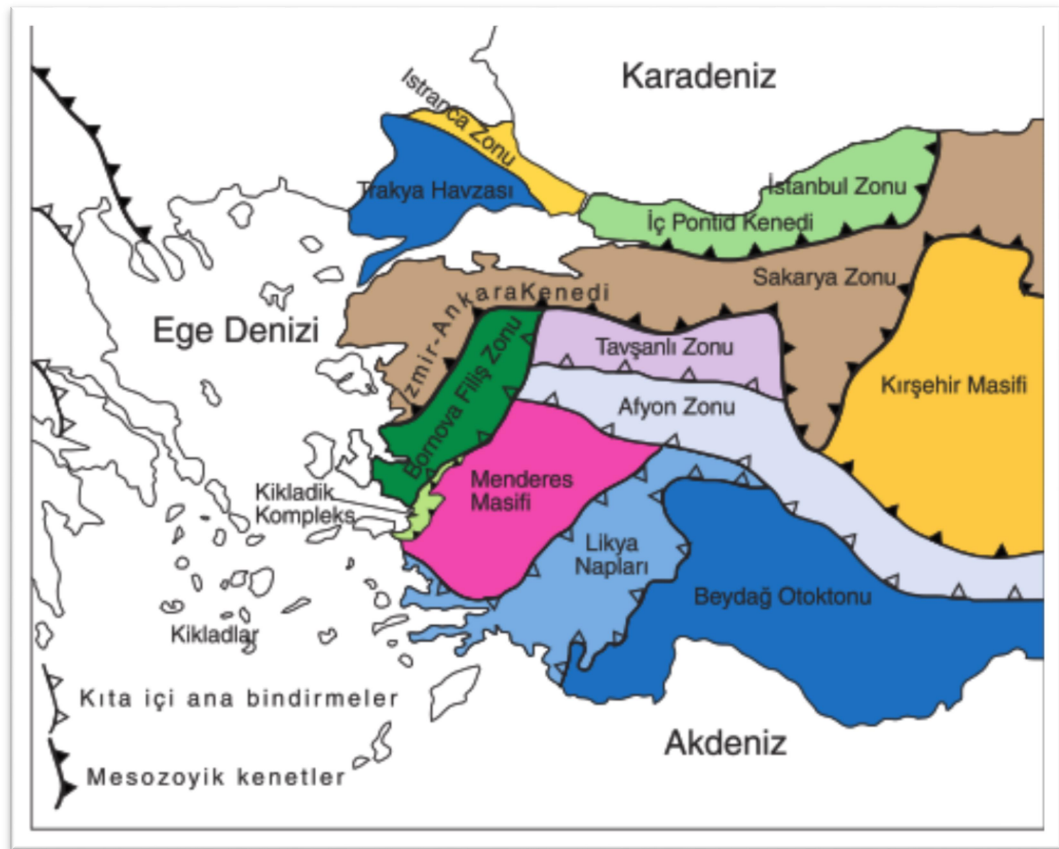 Karadeniz
Istranca Zonu
Trakya Havzası
İstanbul Zonu
İç Pontid Kenedi
Sakarya Zonu
İzmir-AnkaraKenedi
Ege Denizi
Bornova Filiş Zonu
Tavşanlı Zonu
Kırşehir Masifi
Afyon Zonu
Menderes
Masifi
Kikladik
Kompleks
Likya
Napları
Beydağ Otoktonu
Kikladlar
Kıta içi ana bindirmeler
Akdeniz
Mesozoyik kenetler